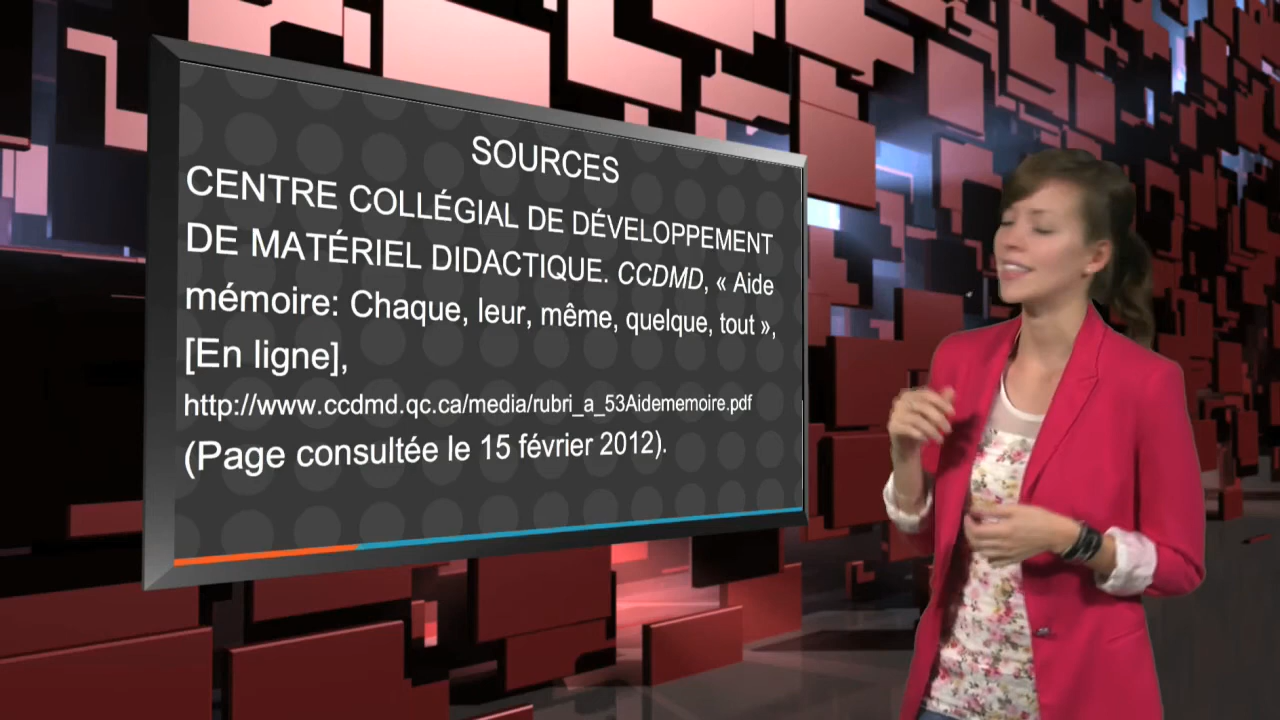 SOURCES
CENTRE COLLÉGIAL DE DÉVELOPPEMENT
DE MATÉRIEL DIDACTIQUE. CCDMD, « Aide
mémoire: Chaque, leur, même, quelque, tout »,
[En ligne],
http://www.ccdmd.qc.ca/media/rubri_a_53Aidememoire.pdf
(Page consultée le 15 février 2012).